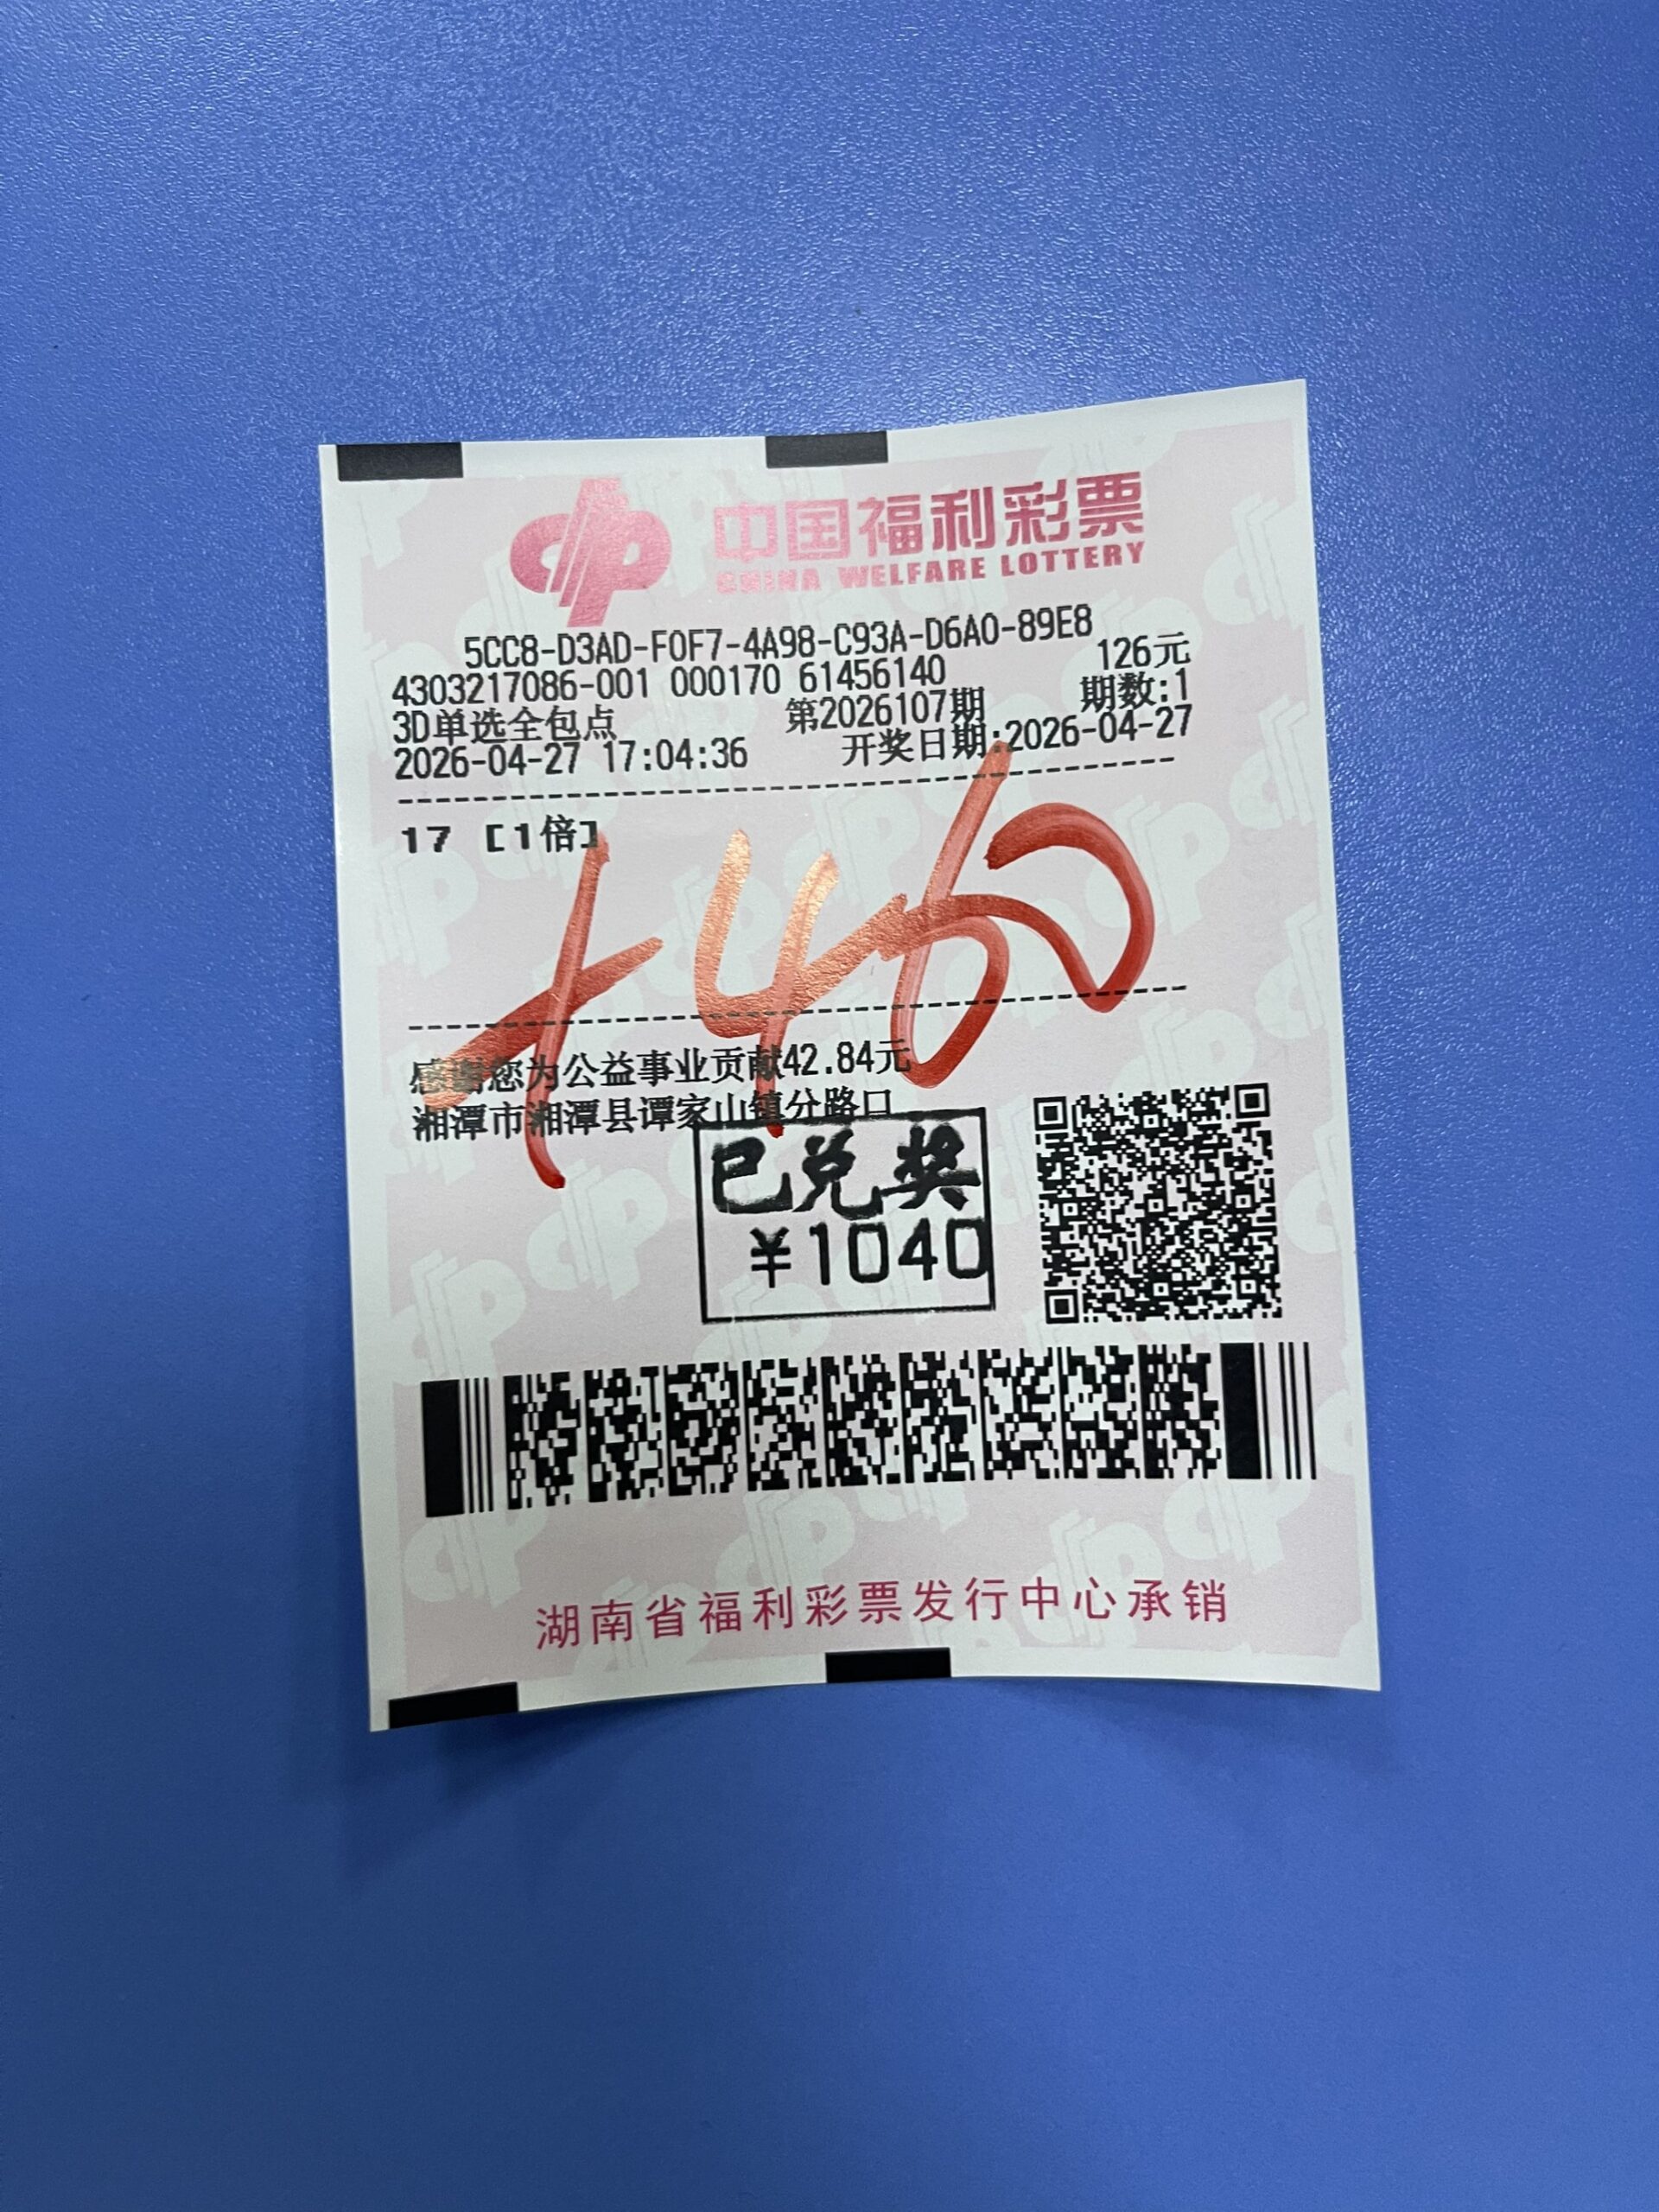 中国福利彩票
CHINA WELFARE LOTTERY
5CC8-D3AD-F0F7-4A98-C93A-D6A0-89E8
4303217086-001 000170 61456140 126元
3D单选全包点 第2026107期 期数:1
2026-04-27 17:04:36 开奖日期:2026-04-27
17 [1倍]
+460
感谢您为公益事业贡献42.84元
湘潭市湘潭县谭家山镇分路口
已兑奖
¥1040
湖南省福利彩票发行中心承销